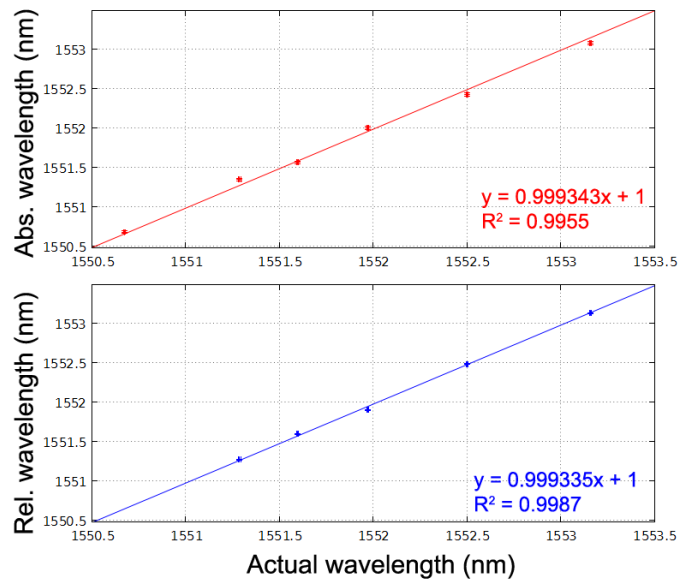 Abs. wavelength (nm)
1553
1552.5
1552
1551.5
1551
1550.5
y = 0.999343x + 1
R² = 0.9955
1550.5 1551 1551.5 1552 1552.5 1553 1553.5
Rel. wavelength (nm)
1553
1552.5
1552
1551.5
1551
1550.5
y = 0.999335x + 1
R² = 0.9987
1550.5 1551 1551.5 1552 1552.5 1553 1553.5
Actual wavelength (nm)